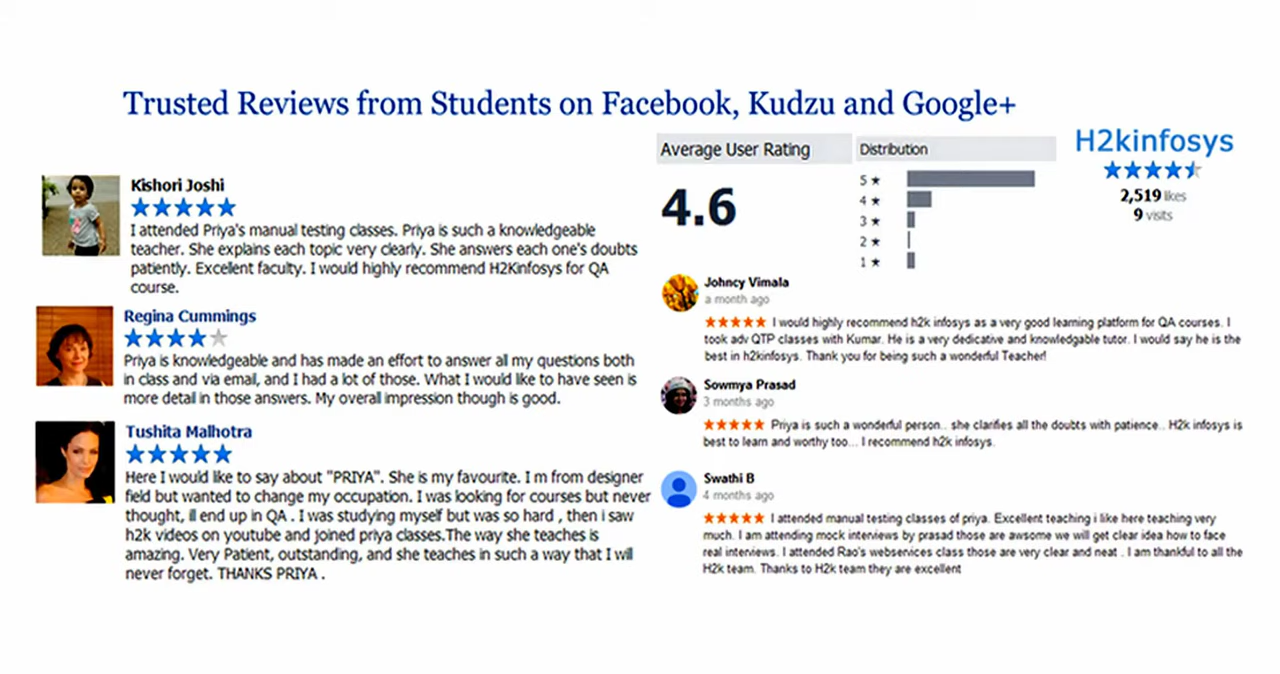 Trusted Reviews from Students on Facebook, Kudzu and Google+
Kishori Joshi
I attended Priya's manual testing classes. Priya is such a knowledgeable
teacher. She explains each topic very clearly. She answers each one's doubts
patiently. Excellent faculty. I would highly recommend H2Kinfosys for QA
course.
Regina Cummings
Priya is knowledgeable and has made an effort to answer all my questions both
in class and via email, and I had a lot of those. What I would like to have seen is
more detail in those answers. My overall impression though is good.
Tushita Malhotra
Here I would like to say about "PRIYA". She is my favourite. I m from designer
field but wanted to change my occupation. I was looking for courses but never
thought, ill end up in QA . I was studying myself but was so hard , then i saw
h2k videos on youtube and joined priya classes.The way she teaches is
amazing. Very Patient, outstanding, and she teaches in such a way that I will
never forget. THANKS PRIYA .
Average User Rating
4.6
Distribution
5 ★
4 ★
3 ★
2 ★
1 ★
H2kinfosys
2,519 likes
9 visits
Johncy Vimala
a month ago
I would highly recommend h2k infosys as a very good learning platform for QA courses. I
took adv QTP classes with Kumar. He is a very dedicative and knowledgable tutor. I would say he is the
best in h2kinfosys. Thank you for being such a wonderful Teacher!
Sowmya Prasad
3 months ago
Priya is such a wonderful person.. she clarifies all the doubts with patience.. H2k infosys is
best to learn and worthy too... I recommend h2k infosys.
Swathi B
4 months ago
I attended manual testing classes of priya. Excellent teaching i like here teaching very
much. I am attending mock interviews by prasad those are awsome we will get clear idea how to face
real interviews. I attended Rao's webservices class those are very clear and neat . I am thankful to all the
H2k team. Thanks to H2k team they are excellent